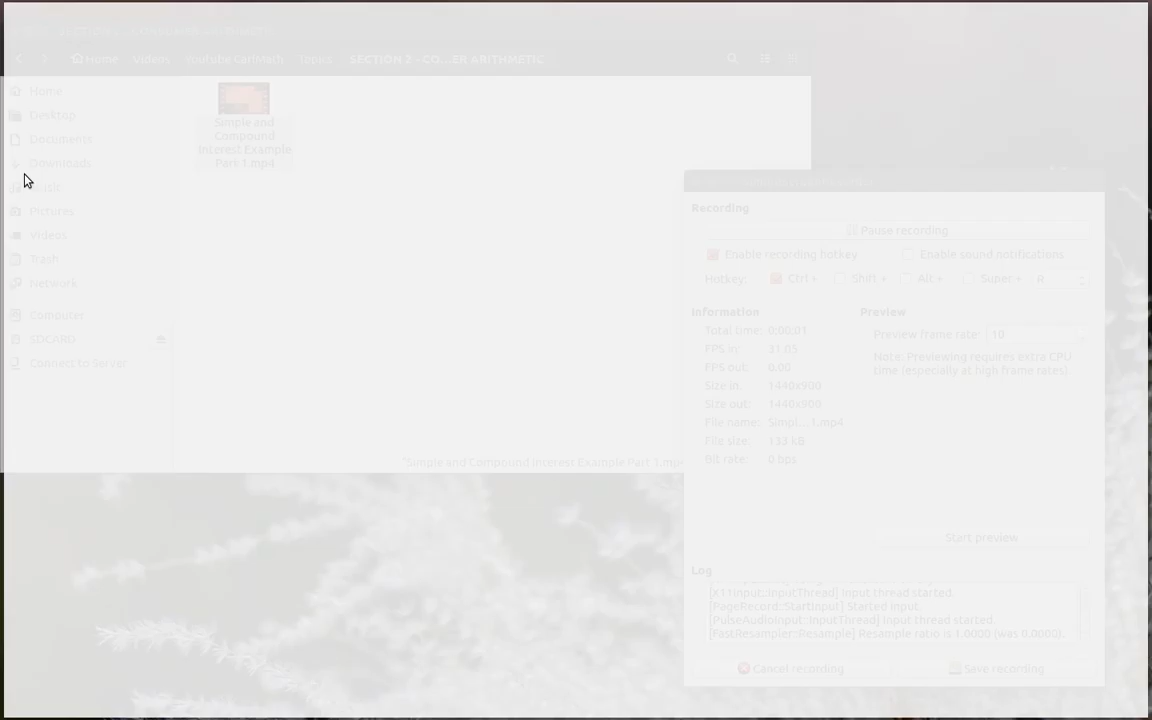 Home Videos Youtube CarlMath Topics SECTION 2 - CO...ER ARITHMETIC
Home
Desktop
Documents
Downloads
Pictures
Videos
Trash
Network
Computer
SDCARD
Connect to Server
Simple and
Compound
Interest Example
Part 1.mp4
"Simple and Compound Interest Example Part 1.mp4
Recording
Pause recording
Enable recording hotkey Enable sound notifications
Hotkey: Ctrl + Shift + Alt + Super + R
Information
Total time: 0:00:01
FPS in: 31.05
FPS out: 0.00
Size in: 1440x900
Size out: 1440x900
File name: Simpl...1.mp4
File size: 133 kB
Bit rate: 0 bps
Preview
Preview frame rate: 10
Note: Previewing requires extra CPU
time (especially at high frame rates).
Start preview
Log
[X11Input::InputThread] Input thread started.
[PageRecord::StartInput] Started input.
[PulseAudioInput::InputThread] Input thread started.
[FastResampler::Resample] Resample ratio is 1.0000 (was 0.0000).
Cancel recording Save recording